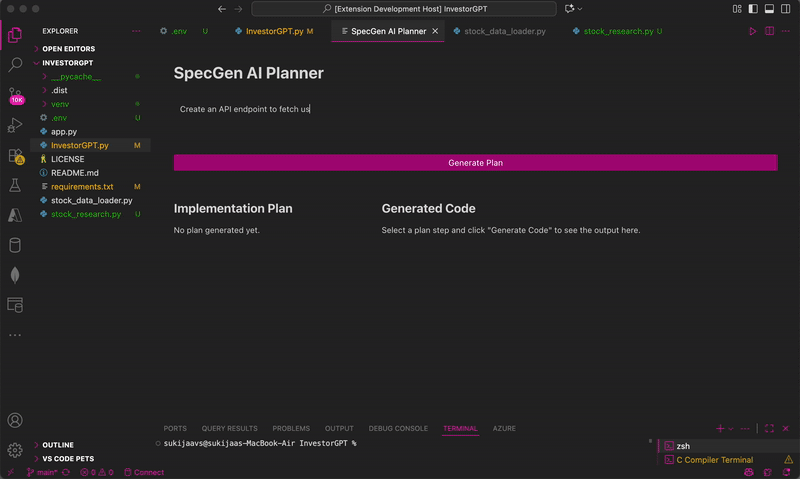 [Extension Development Host] InvestorGPT
EXPLORER
.env U
InvestorGPT.py M
SpecGen AI Planner
stock_data_loader.py
stock_research.py U
OPEN EDITORS
INVESTORGPT
__pycache__
.dist
venv
.env U
app.py
InvestorGPT.py M
LICENSE
README.md
requirements.txt M
stock_data_loader.py
stock_research.py U
10K
SpecGen AI Planner
Create an API endpoint to fetch us
Generate Plan
Implementation Plan
No plan generated yet.
Generated Code
Select a plan step and click "Generate Code" to see the output here.
PORTS QUERY RESULTS PROBLEMS OUTPUT DEBUG CONSOLE TERMINAL AZURE
sukijaavs@sukijaas-MacBook-Air InvestorGPT %
zsh
C Compiler Terminal
OUTLINE
VS CODE PETS
main* 0 0 Connect